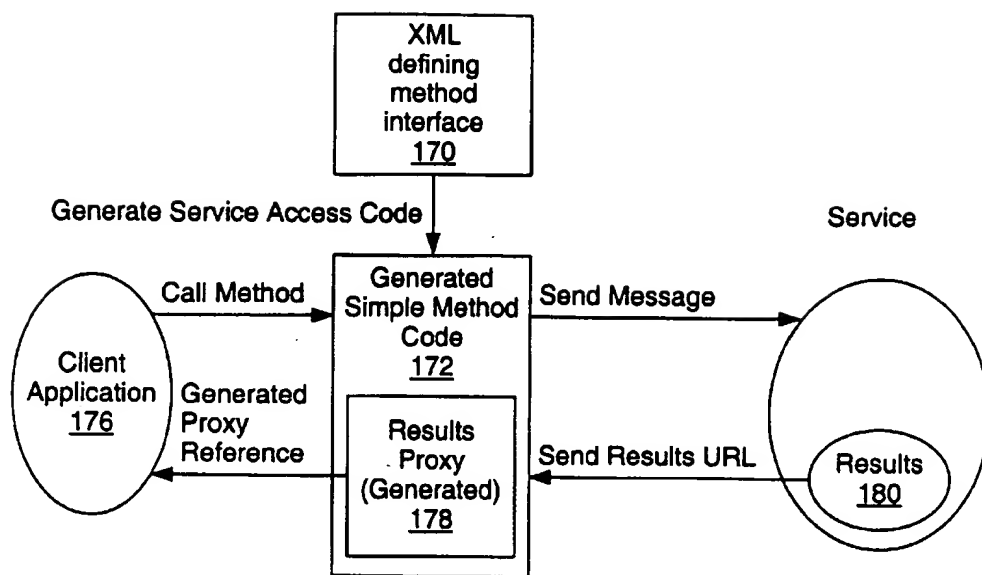 XML
defining
method
interface
170
Generate Service Access Code
Service
Call Method
Generated
Simple Method
Code
172
Send Message
Client
Application
176
Generated
Proxy
Reference
Results
Proxy
(Generated)
178
Send Results URL
Results
180